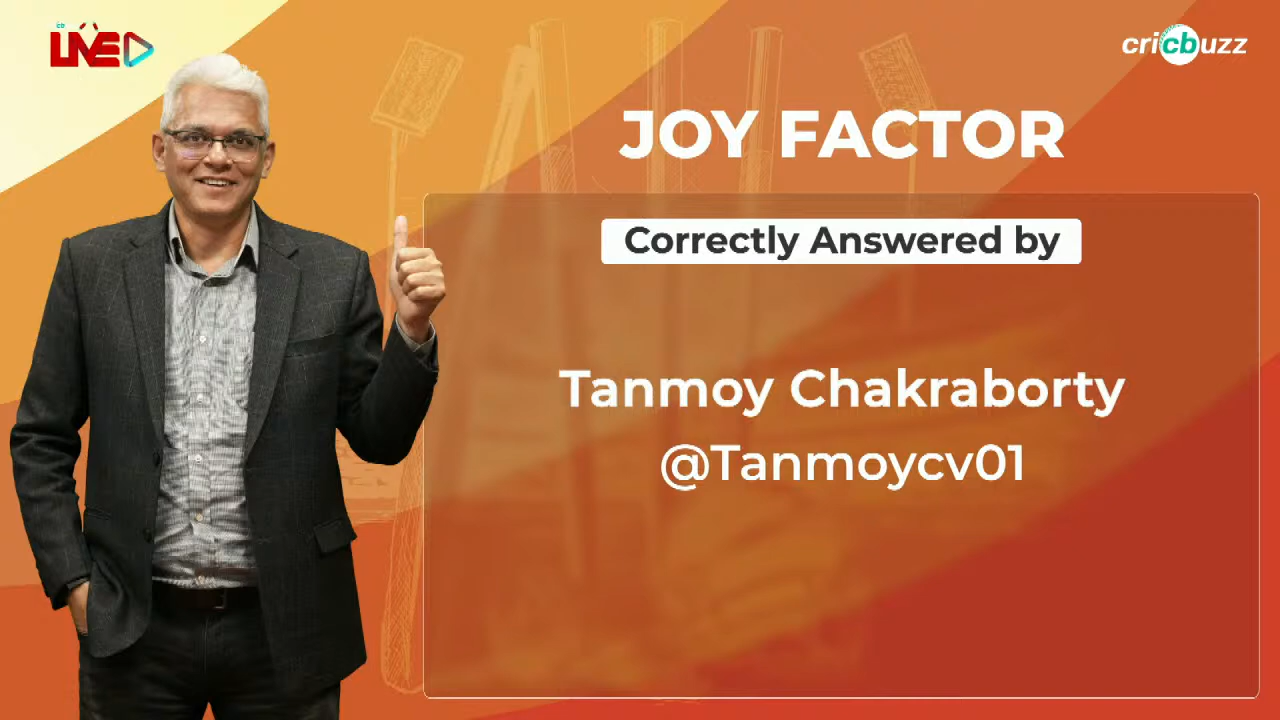 LIVE
cricbuzz
JOY FACTOR
Correctly Answered by
Tanmoy Chakraborty
@Tanmoycv01